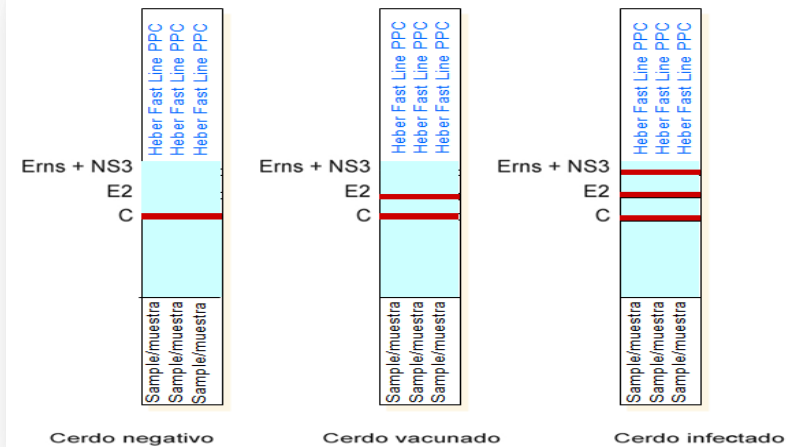 Heber Fast Line PPC
Heber Fast Line PPC
Heber Fast Line PPC
Erns + NS3
E2
C
Sample/muestra
Sample/muestra
Sample/muestra
Cerdo negativo
Heber Fast Line PPC
Heber Fast Line PPC
Heber Fast Line PPC
Erns + NS3
E2
C
Sample/muestra
Sample/muestra
Sample/muestra
Cerdo vacunado
Heber Fast Line PPC
Heber Fast Line PPC
Heber Fast Line PPC
Erns + NS3
E2
C
Sample/muestra
Sample/muestra
Sample/muestra
Cerdo infectado